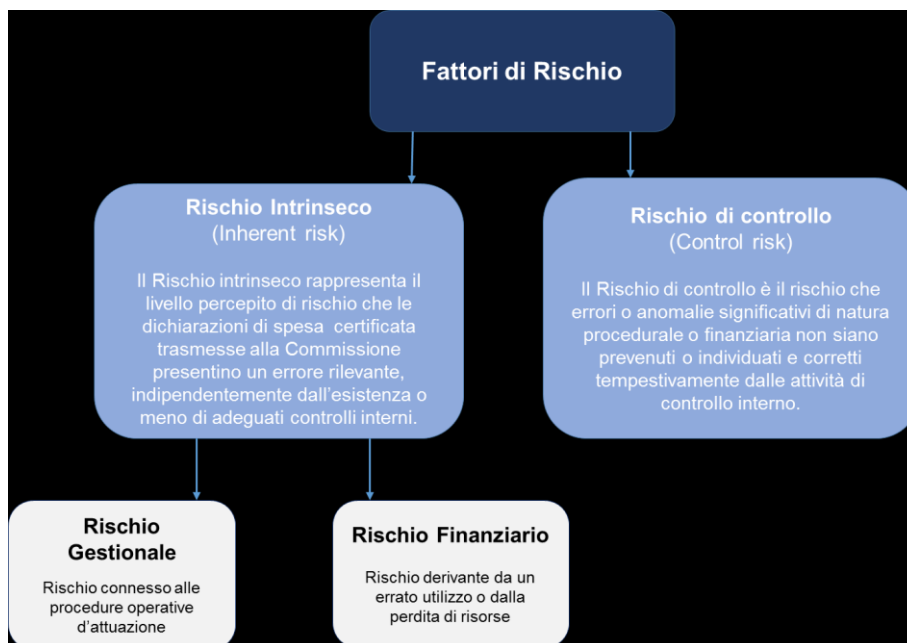 Fattori di Rischio
Rischio Intrinseco
(Inherent risk)
Il Rischio intrinseco rappresenta il
livello percepito di rischio che le
dichiarazioni di spesa certificata
trasmesse alla Commissione
presentino un errore rilevante,
indipendentemente dall'esistenza o
meno di adeguati controlli interni.
Rischio di controllo
(Control risk)
Il Rischio di controllo è il rischio che
errori o anomalie significativi di natura
procedurale o finanziaria non siano
prevenuti o individuati e corretti
tempestivamente dalle attività di
controllo interno.
Rischio
Gestionale
Rischio connesso alle
procedure operative
d'attuazione
Rischio Finanziario
Rischio derivante da un
errato utilizzo o dalla
perdita di risorse